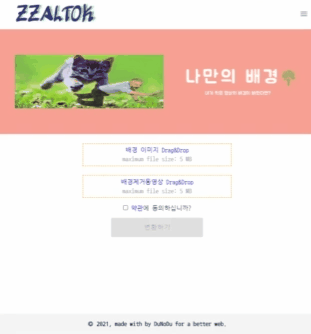 ZZALTOK
나만의 배경
배경 이미지 Drag&Drop
maximum file size: 5 MB
배경제거동영상 Drag&Drop
maximum file size: 5 MB
약관에 동의하십니까?
변환하기
© 2021, made with by DuNoDu for a better web.